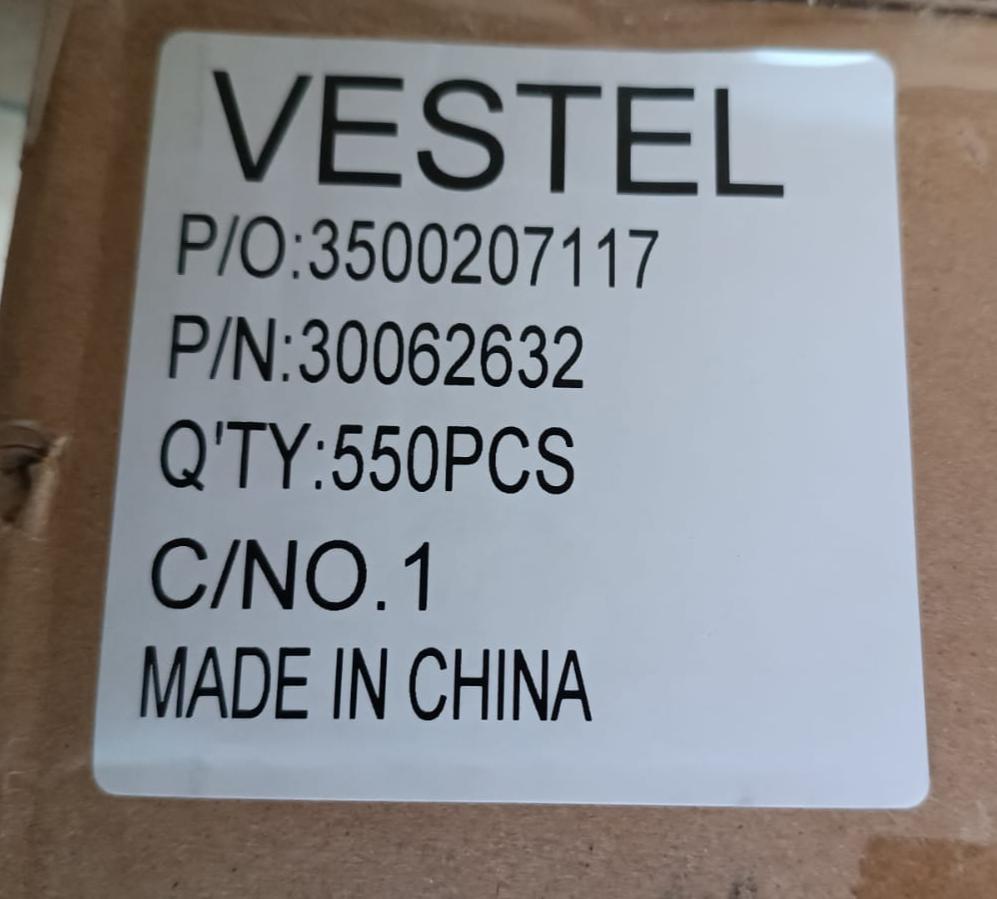 VESTEL
P/O:3500207117
P/N:30062632
Q'TY:550PCS
C/NO.1
MADE IN CHINA